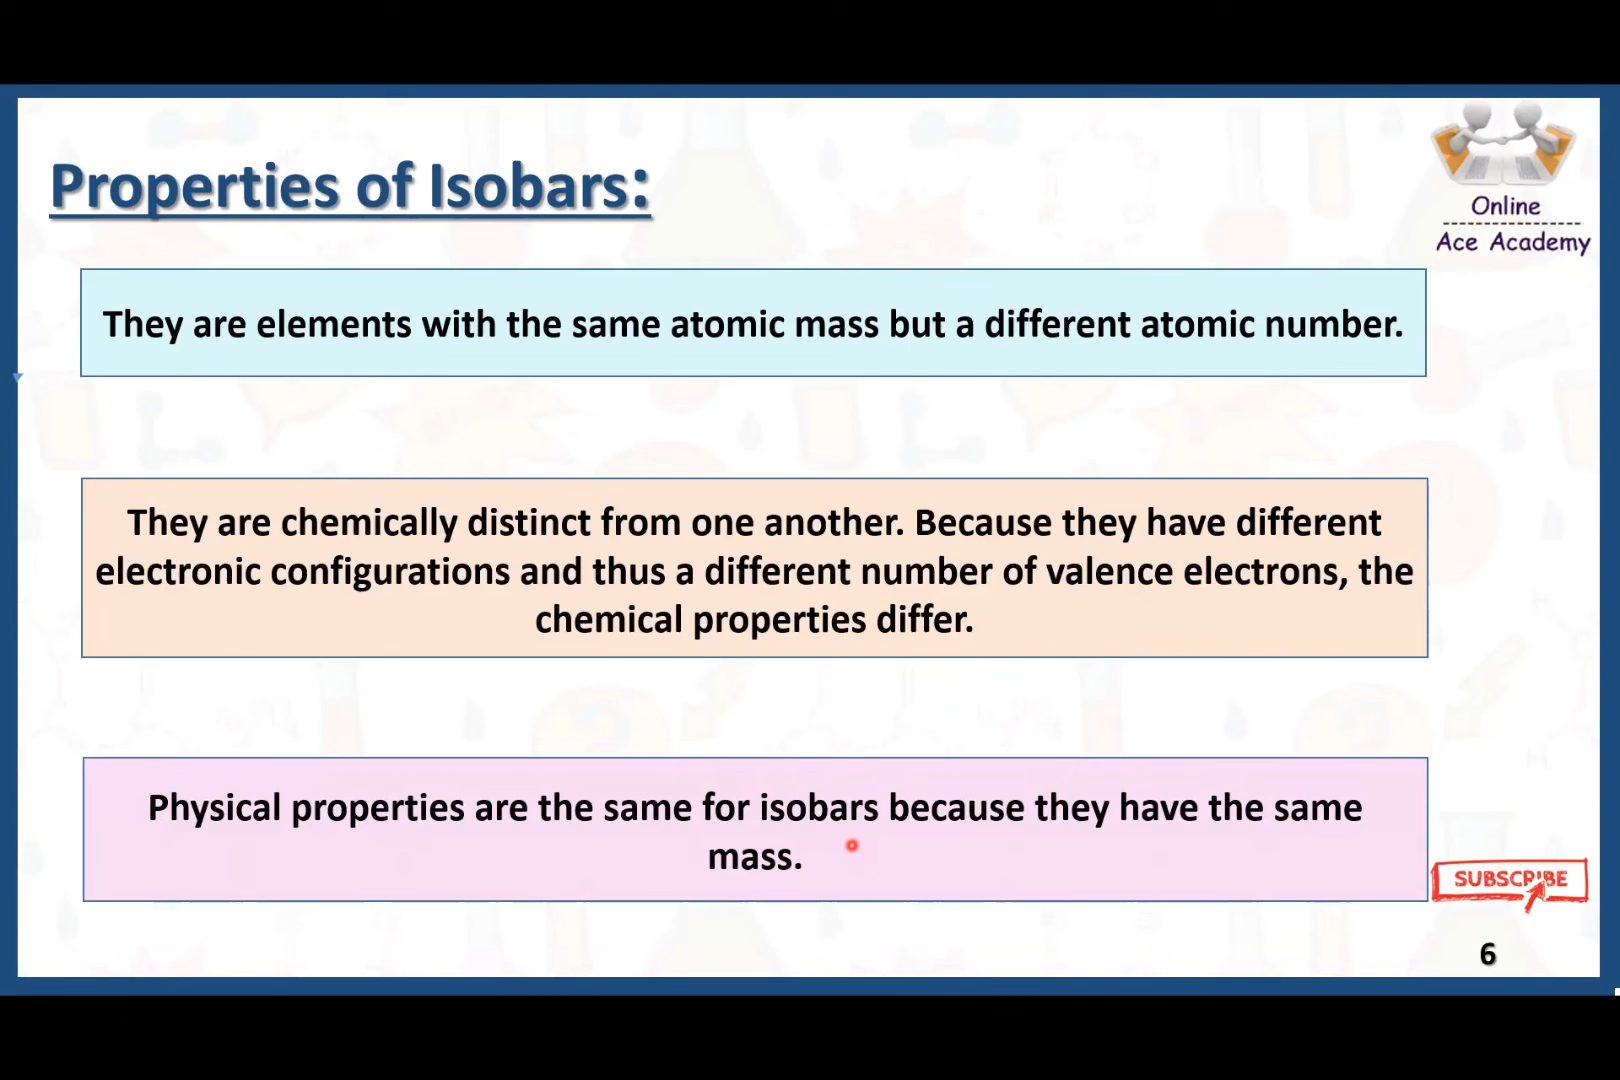 Properties of Isobars:
Online
Ace Academy
They are elements with the same atomic mass but a different atomic number.
They are chemically distinct from one another. Because they have different
electronic configurations and thus a different number of valence electrons, the
chemical properties differ.
Physical properties are the same for isobars because they have the same
mass.
SUBSCRIBE
6